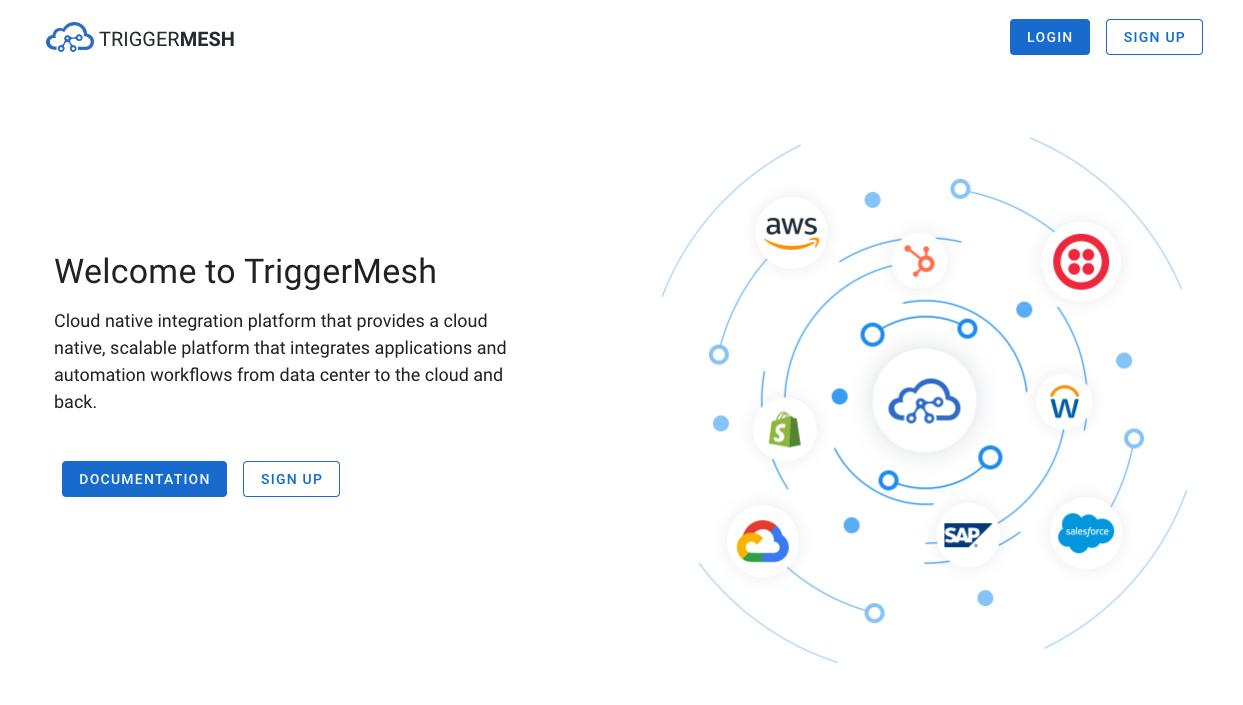 TRIGGERMESH
LOGIN
SIGN UP
Welcome to TriggerMesh
Cloud native integration platform that provides a cloud
native, scalable platform that integrates applications and
automation workflows from data center to the cloud and
back.
DOCUMENTATION
SIGN UP
aws
W
S
SAP
salesforce